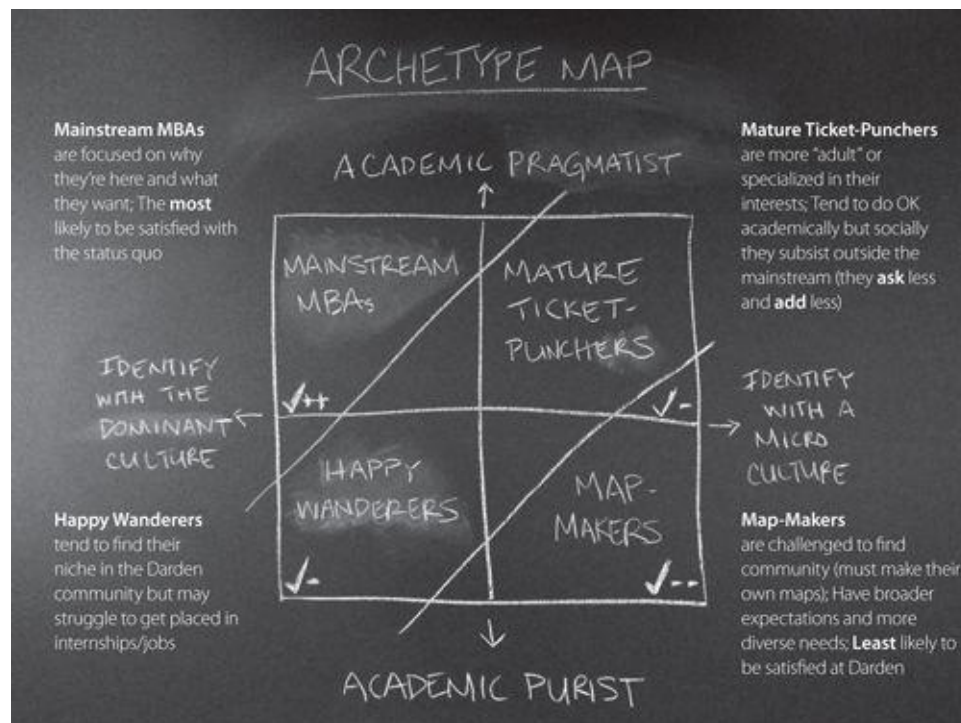 ARCHETYPE MAP
Mainstream MBAs
are focused on why
they're here and what
they want; The most
likely to be satisfied with
the status quo
Mature Ticket-Punchers
are more "adult" or
specialized in their
interests; Tend to do OK
academically but socially
they subsist outside the
mainstream (they ask less
and add less)
ACADEMIC PRAGMATIST
MAINSTREAM
MBAs
MATURE
TICKET-
PUNCHERS
IDENTIFY
WITH THE
DOMINANT
CULTURE
✓++
✓-
IDENTIFY
WITH A
MICRO
CULTURE
HAPPY
WANDERERS
MAP-
MAKERS
✓-
✓--
Happy Wanderers
tend to find their
niche in the Darden
community but may
struggle to get placed in
internships/jobs
Map-Makers
are challenged to find
community (must make their
own maps); Have broader
expectations and more
diverse needs; Least likely to
be satisfied at Darden
ACADEMIC PURIST